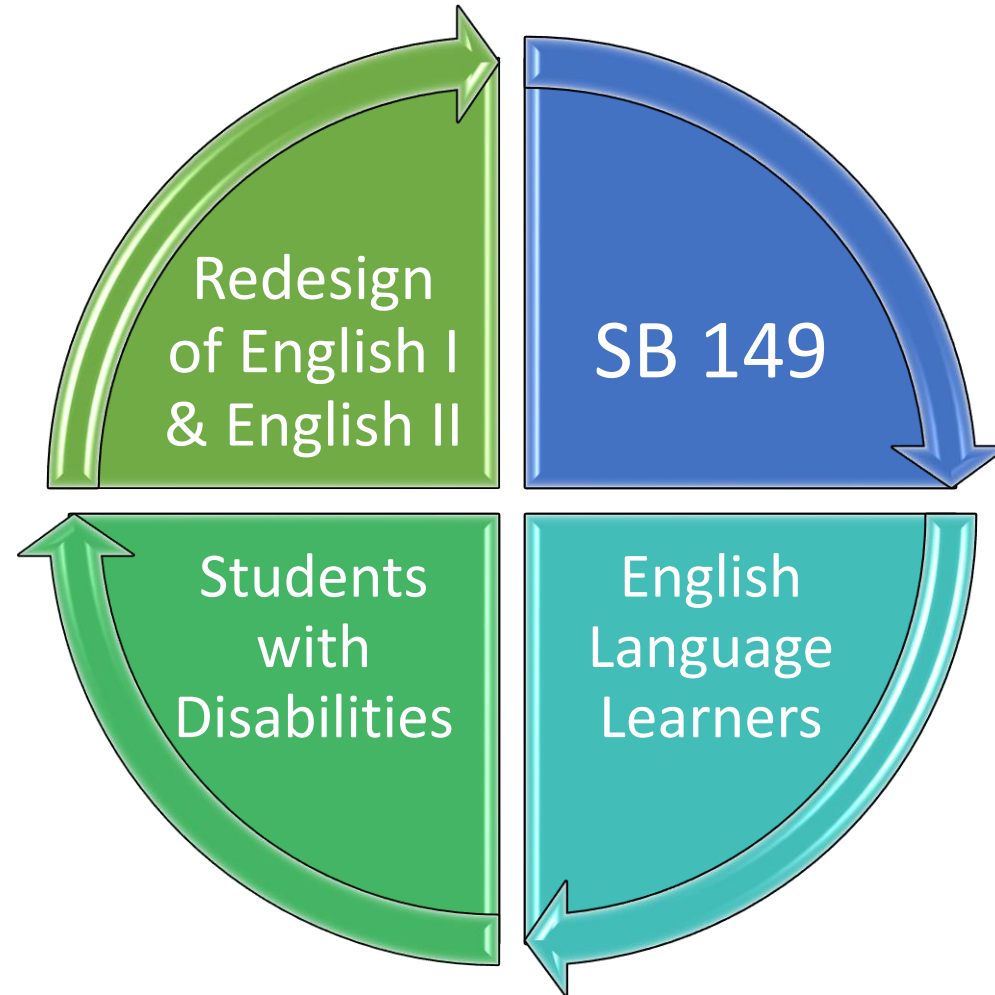 Redesign
of English I
& English II
SB 149
Students
with
Disabilities
English
Language
Learners